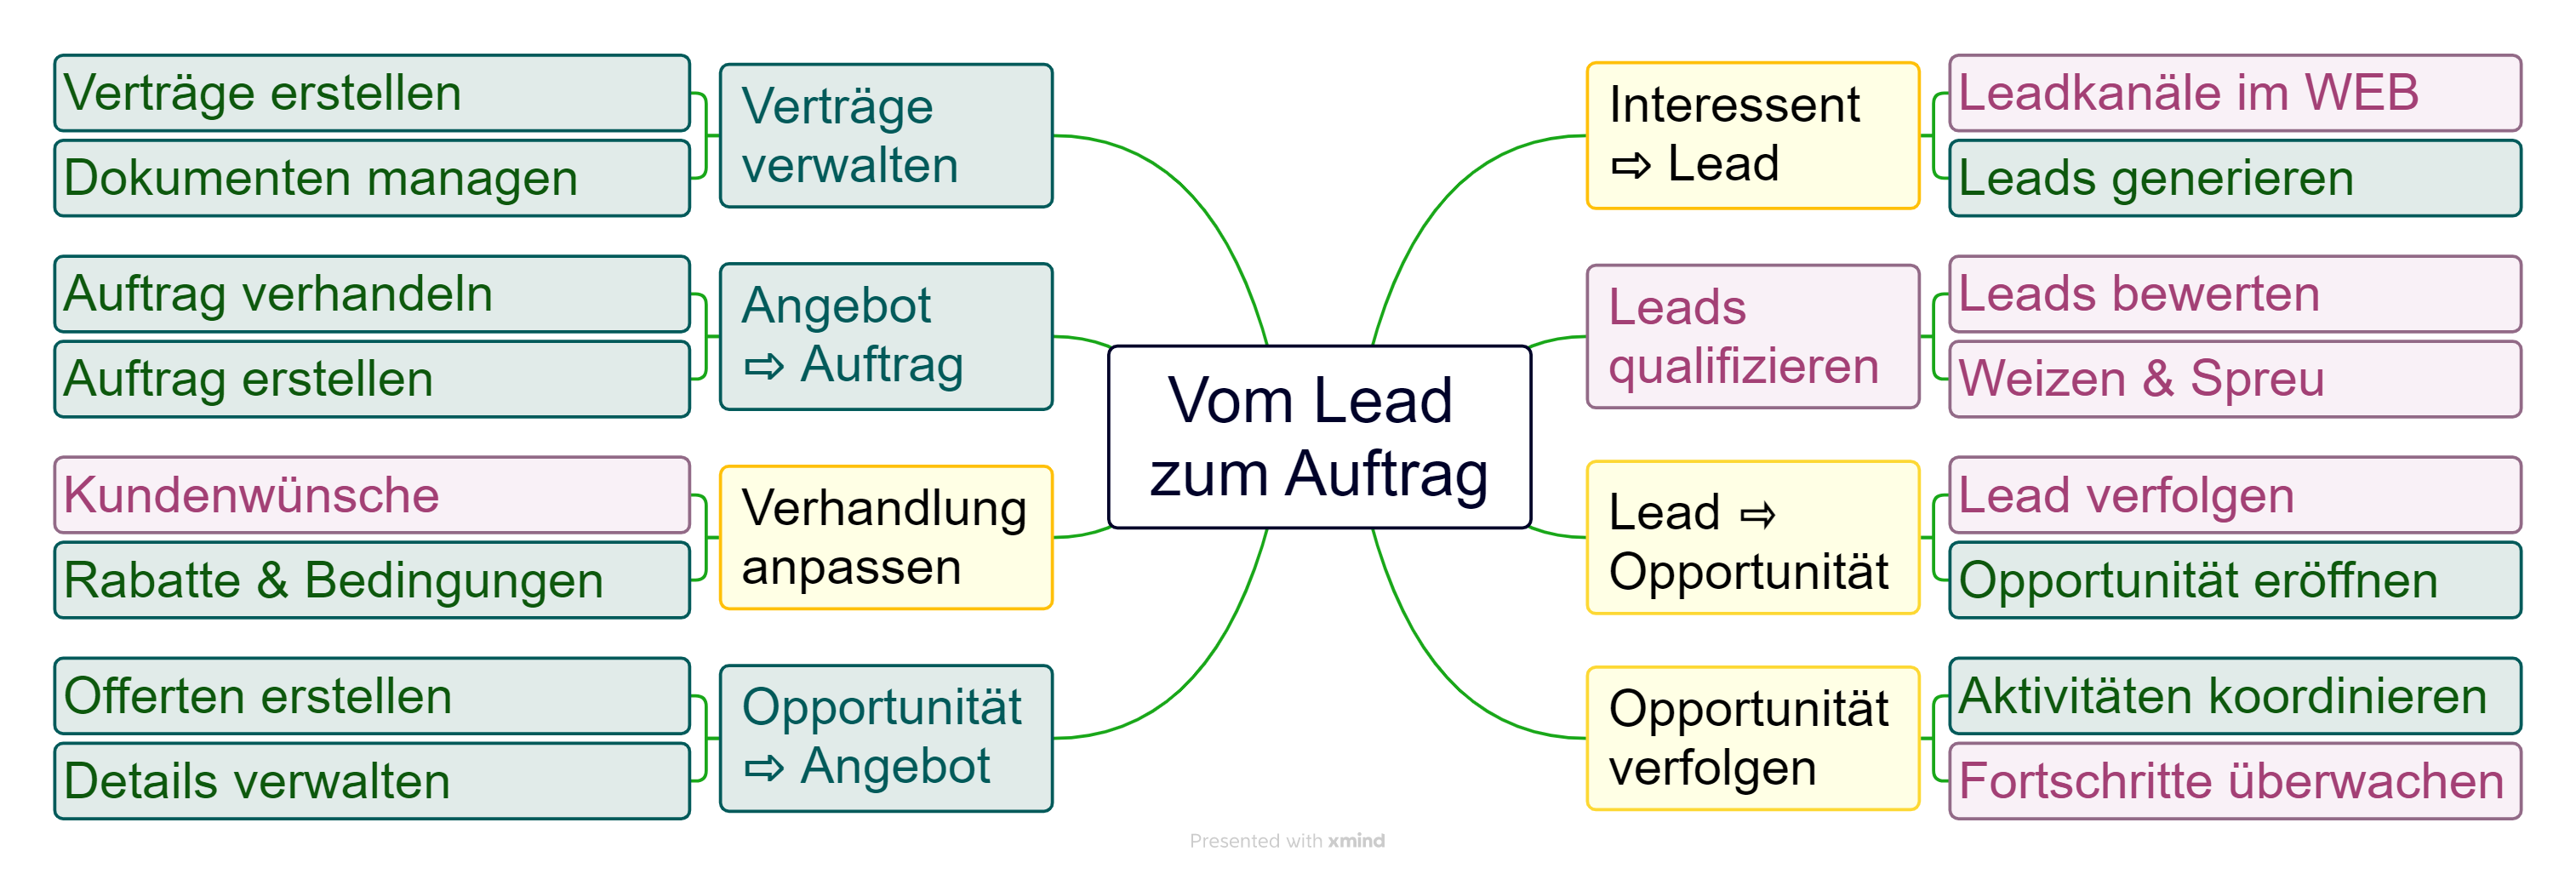 Vom Lead
zum Auftrag
Interessent
⇨ Lead
Leadkanäle im WEB
Leads generieren
Leads
qualifizieren
Leads bewerten
Weizen & Spreu
Lead ⇨
Opportunität
Lead verfolgen
Opportunität eröffnen
Opportunität
verfolgen
Aktivitäten koordinieren
Fortschritte überwachen
Opportunität
⇨ Angebot
Offerten erstellen
Details verwalten
Verhandlung
anpassen
Kundenwünsche
Rabatte & Bedingungen
Angebot
⇨ Auftrag
Auftrag verhandeln
Auftrag erstellen
Verträge
verwalten
Verträge erstellen
Dokumenten managen
Presented with xmind